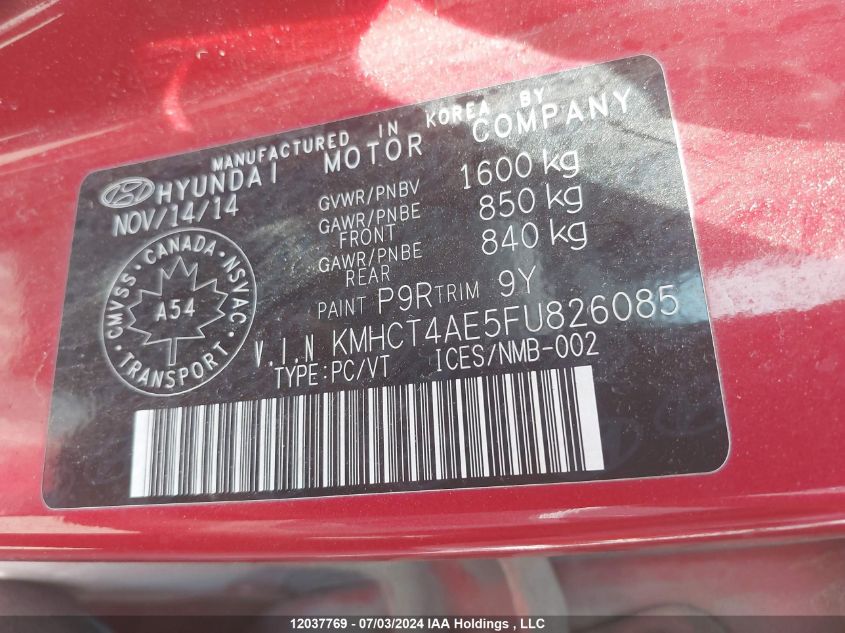 MANUFACTURED IN KOREA BY
HYUNDAI MOTOR COMPANY
NOV/14/14
GVWR/PNBV 1600 kg
GAWR/PNBE FRONT 850 kg
GAWR/PNBE REAR 840 kg
CMVSS · CANADA · NSVAC
A54
· TRANSPORT ·
PAINT P9R TRIM 9Y
V.I.N KMHCT4AE5FU826085
TYPE:PC/VT ICES/NMB-002
12037769 - 07/03/2024 IAA Holdings , LLC